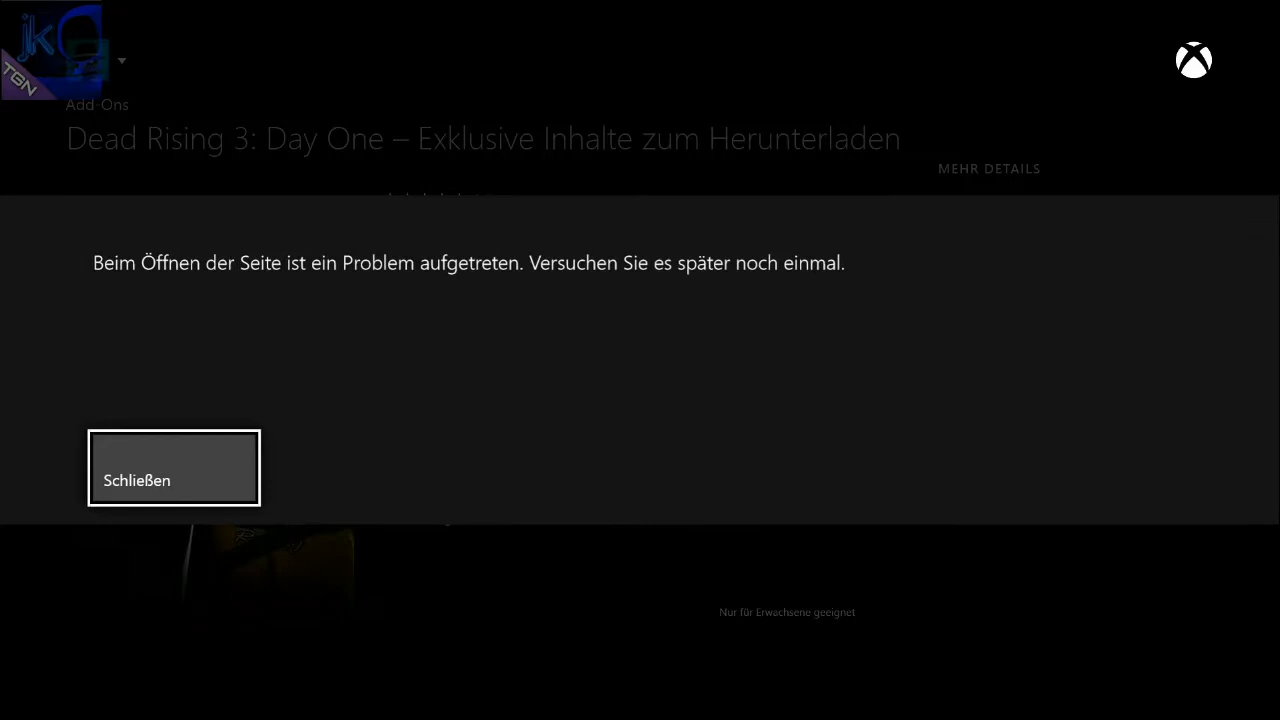 jk
TGN
Add-Ons
Dead Rising 3: Day One – Exklusive Inhalte zum Herunterladen
MEHR DETAILS
Beim Öffnen der Seite ist ein Problem aufgetreten. Versuchen Sie es später noch einmal.
Schließen
Nur für Erwachsene geeignet